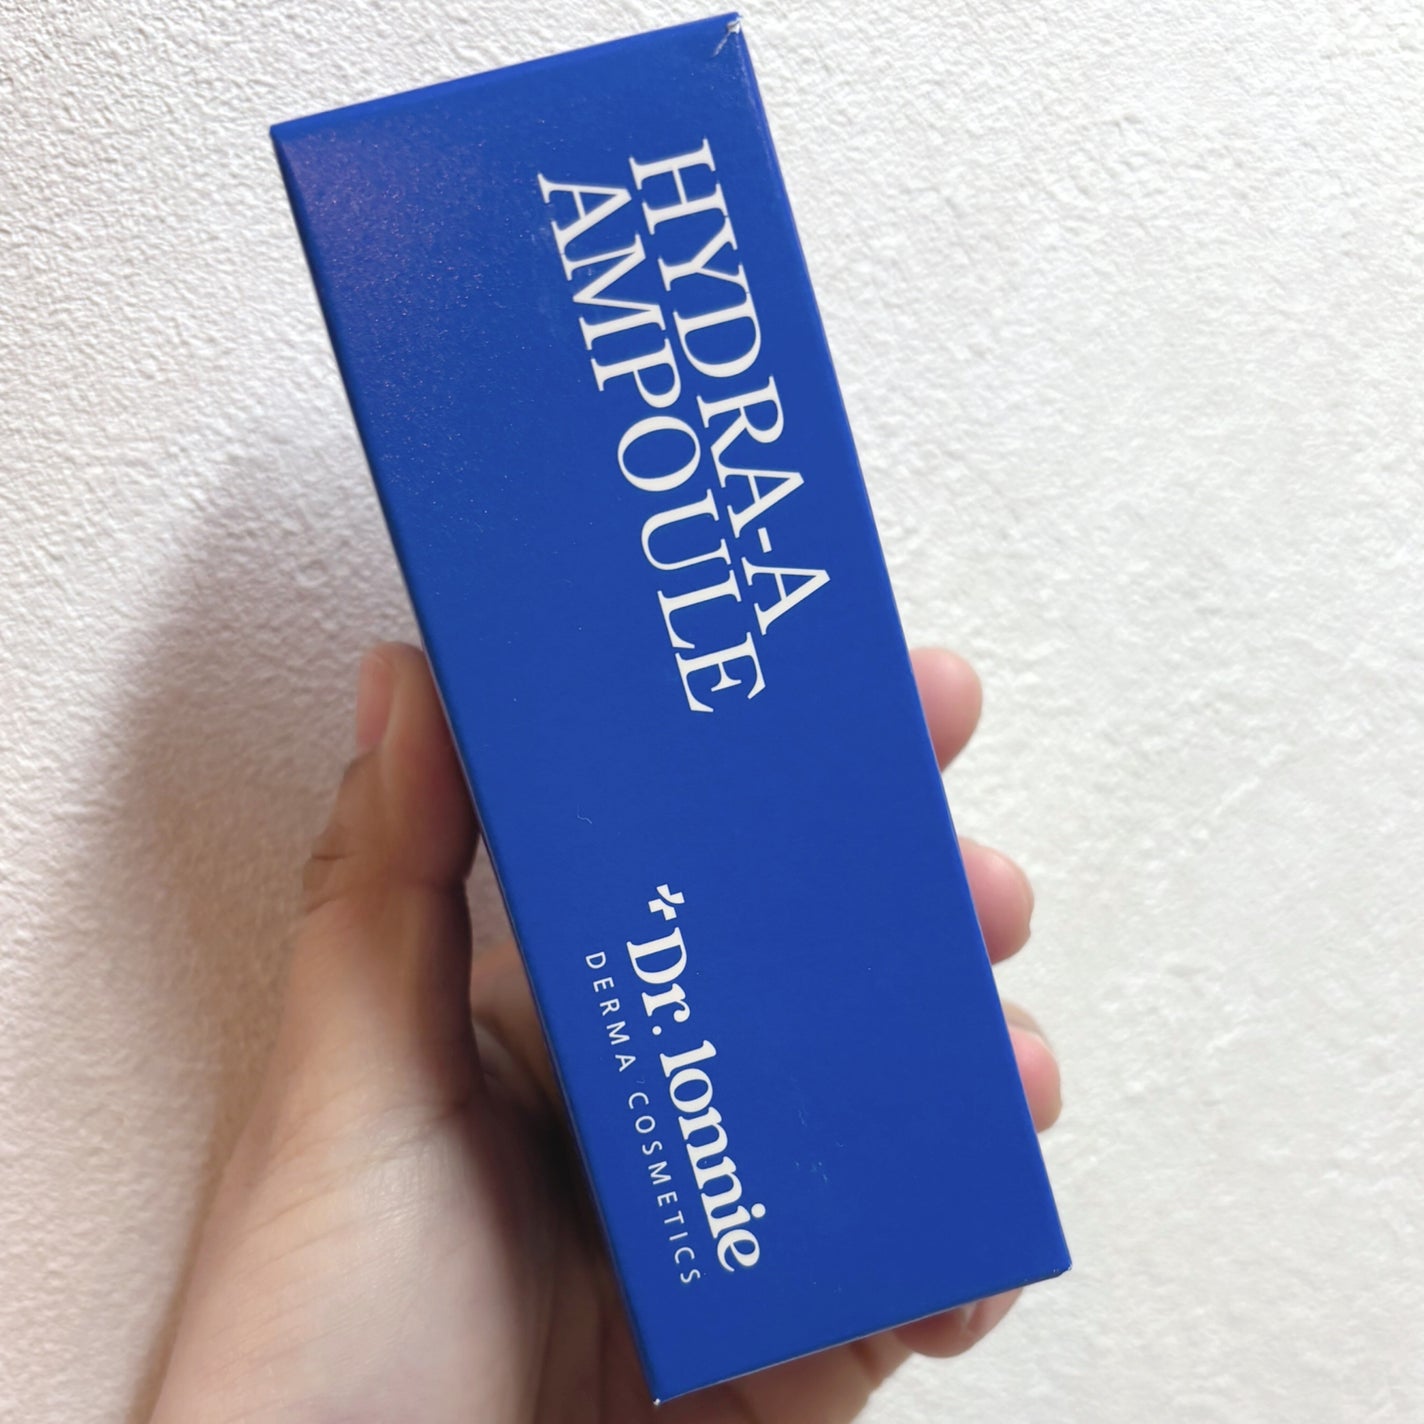 HYDRA-A
AMPOULE
Dr. lonnie
DERMA COSMETICS